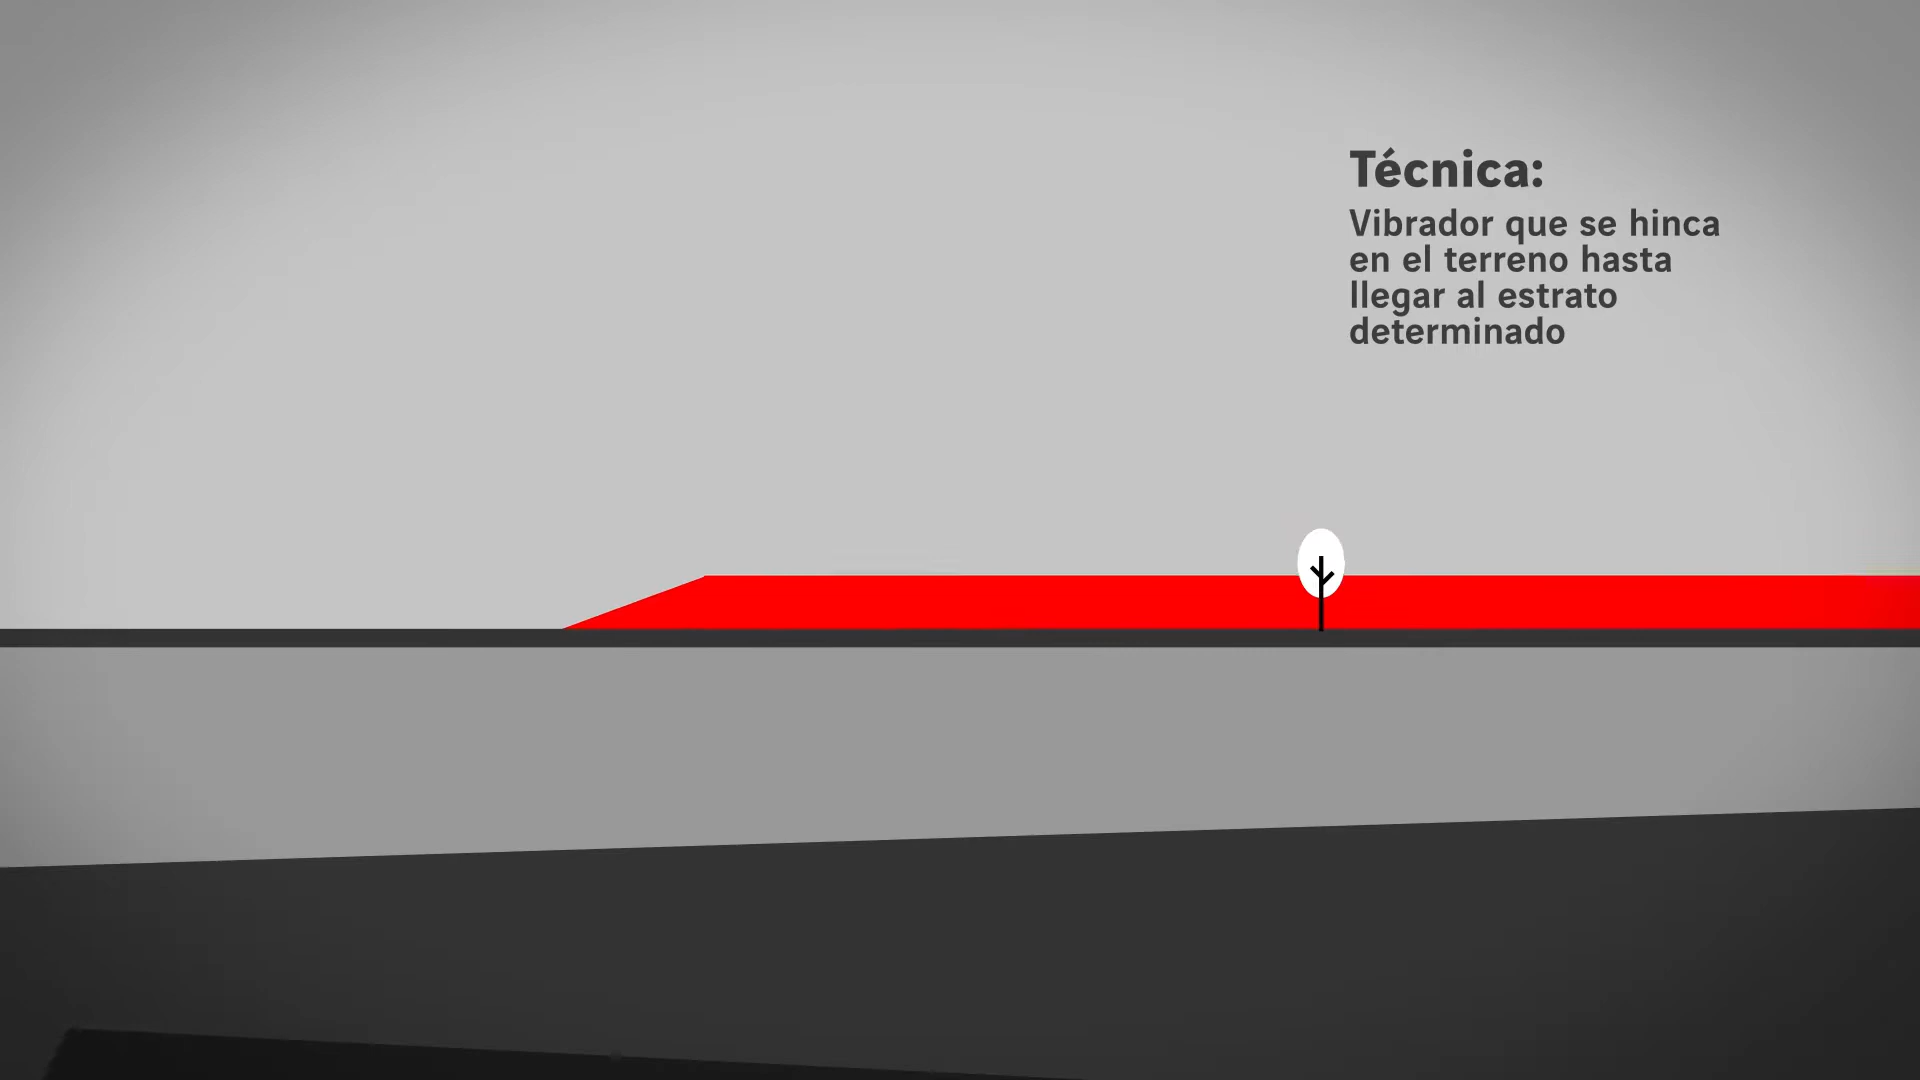 Técnica:
Vibrador que se hinca
en el terreno hasta
llegar al estrato
determinado